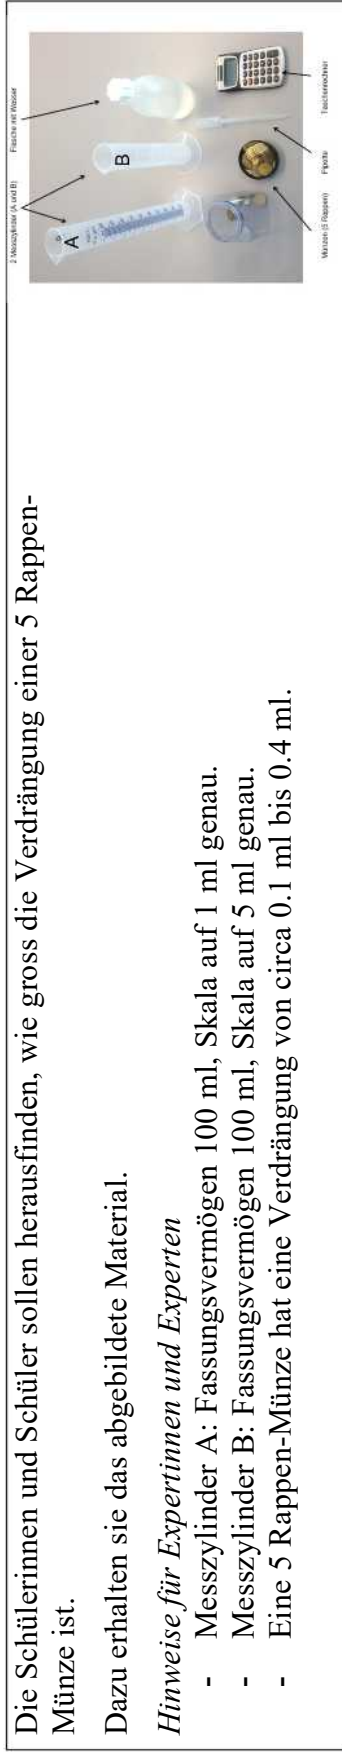 Die Schülerinnen und Schüler sollen herausfinden, wie gross die Verdrängung einer 5 Rappen-
Münze ist.
Dazu erhalten sie das abgebildete Material.
Hinweise für Expertinnen und Experten
- Messzylinder A: Fassungsvermögen 100 ml, Skala auf 1 ml genau.
- Messzylinder B: Fassungsvermögen 100 ml, Skala auf 5 ml genau.
- Eine 5 Rappen-Münze hat eine Verdrängung von circa 0.1 ml bis 0.4 ml.
2 Messzylinder (A und B)
Flasche mit Wasser
A
B
Münzen (5 Rappen)
Pipette
Taschenrechner